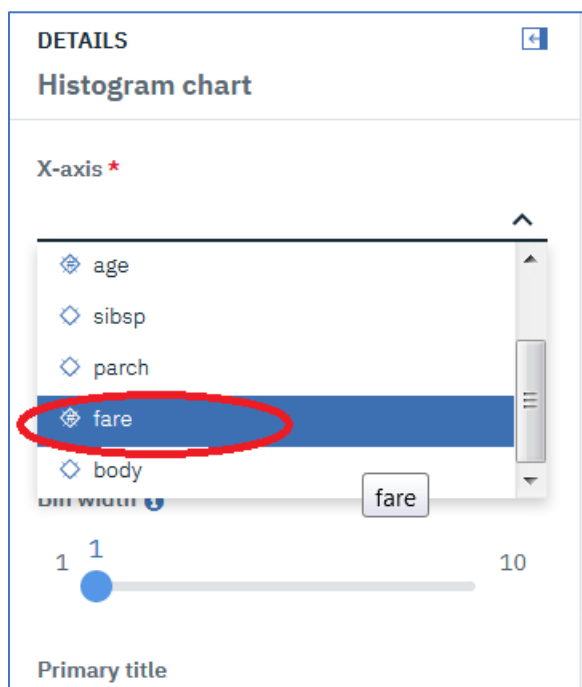 DETAILS
Histogram chart
X-axis *
age
sibsp
parch
fare
body
fare
Bin width
1
1
10
Primary title